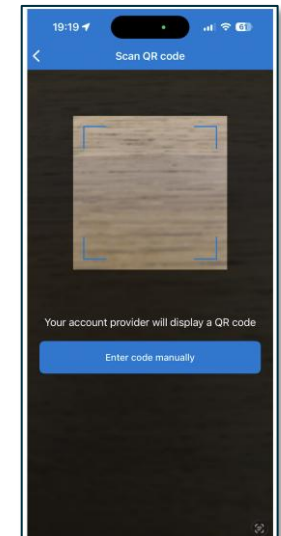 19:19
Scan QR code
Your account provider will display a QR code
Enter code manually